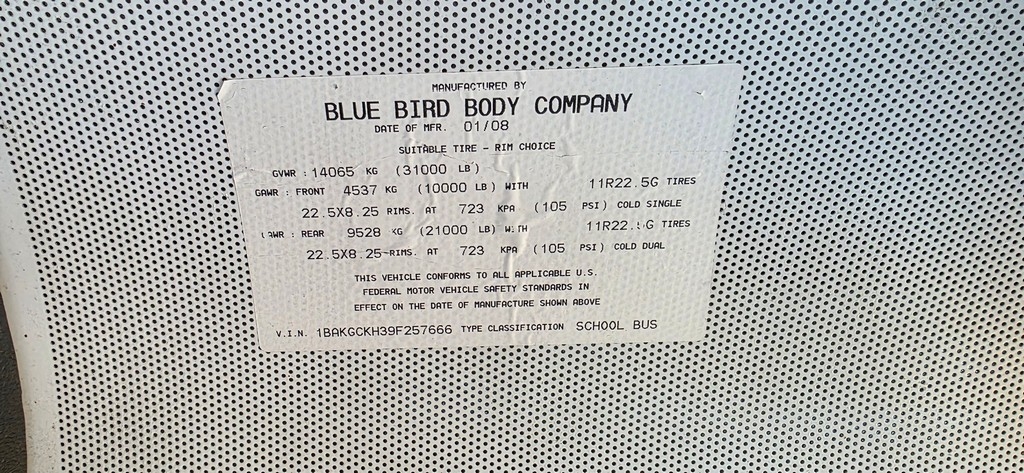 MANUFACTURED BY
BLUE BIRD BODY COMPANY
DATE OF MFR. 01/08
SUITABLE TIRE - RIM CHOICE
GVWR : 14065 KG (31000 LB)
GAWR : FRONT 4537 KG (10000 LB) WITH 11R22.5G TIRES
22.5X8.25 RIMS. AT 723 KPA (105 PSI) COLD SINGLE
GAWR : REAR 9528 KG (21000 LB) WITH 11R22.5G TIRES
22.5X8.25 RIMS. AT 723 KPA (105 PSI) COLD DUAL
THIS VEHICLE CONFORMS TO ALL APPLICABLE U.S.
FEDERAL MOTOR VEHICLE SAFETY STANDARDS IN
EFFECT ON THE DATE OF MANUFACTURE SHOWN ABOVE
V.I.N. 1BAKGCKH39F257666 TYPE CLASSIFICATION SCHOOL BUS